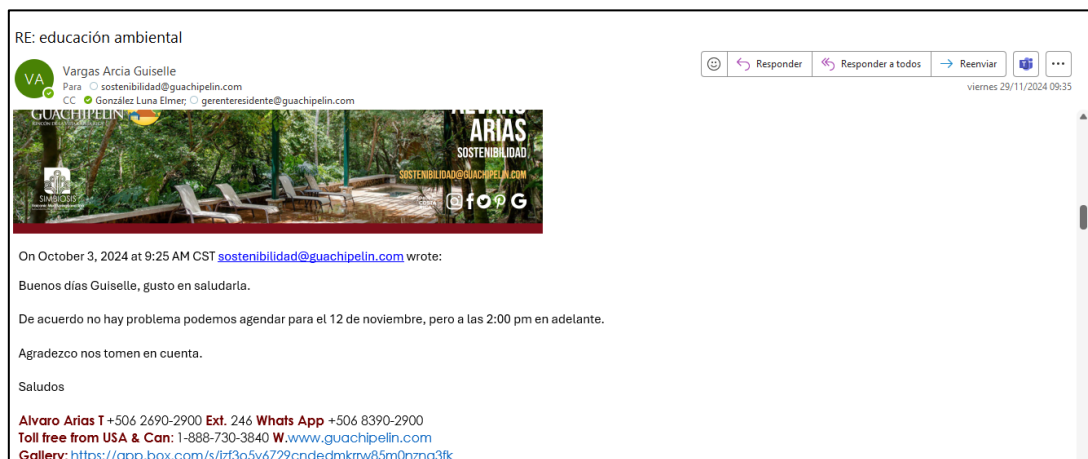 RE: educación ambiental
VA
Vargas Arcia Guiselle
Para sostenibilidad@guachipelin.com
CC González Luna Elmer; gerenteresidente@guachipelin.com
Responder
Responder a todos
Reenviar
viernes 29/11/2024 09:35
GUACHIPELIN
ARIAS
SOSTENIBILIDAD
SOSTENIBILIDAD@GUACHIPELIN.COM
SIMBIOSIS
On October 3, 2024 at 9:25 AM CST sostenibilidad@guachipelin.com wrote:
Buenos días Guiselle, gusto en saludarla.
De acuerdo no hay problema podemos agendar para el 12 de noviembre, pero a las 2:00 pm en adelante.
Agradezco nos tomen en cuenta.
Saludos
Alvaro Arias T +506 2690-2900 Ext. 246 Whats App +506 8390-2900
Toll free from USA & Can: 1-888-730-3840 W.www.guachipelin.com
Gallery: